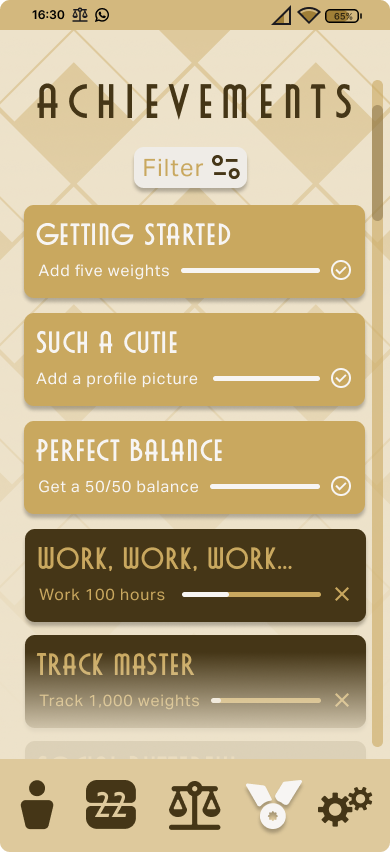 16:30
65%
ACHIEVEMENTS
Filter
GETTING STARTED
Add five weights
SUCH A CUTIE
Add a profile picture
PERFECT BALANCE
Get a 50/50 balance
WORK, WORK, WORK...
Work 100 hours
TRACK MASTER
Track 1,000 weights
22